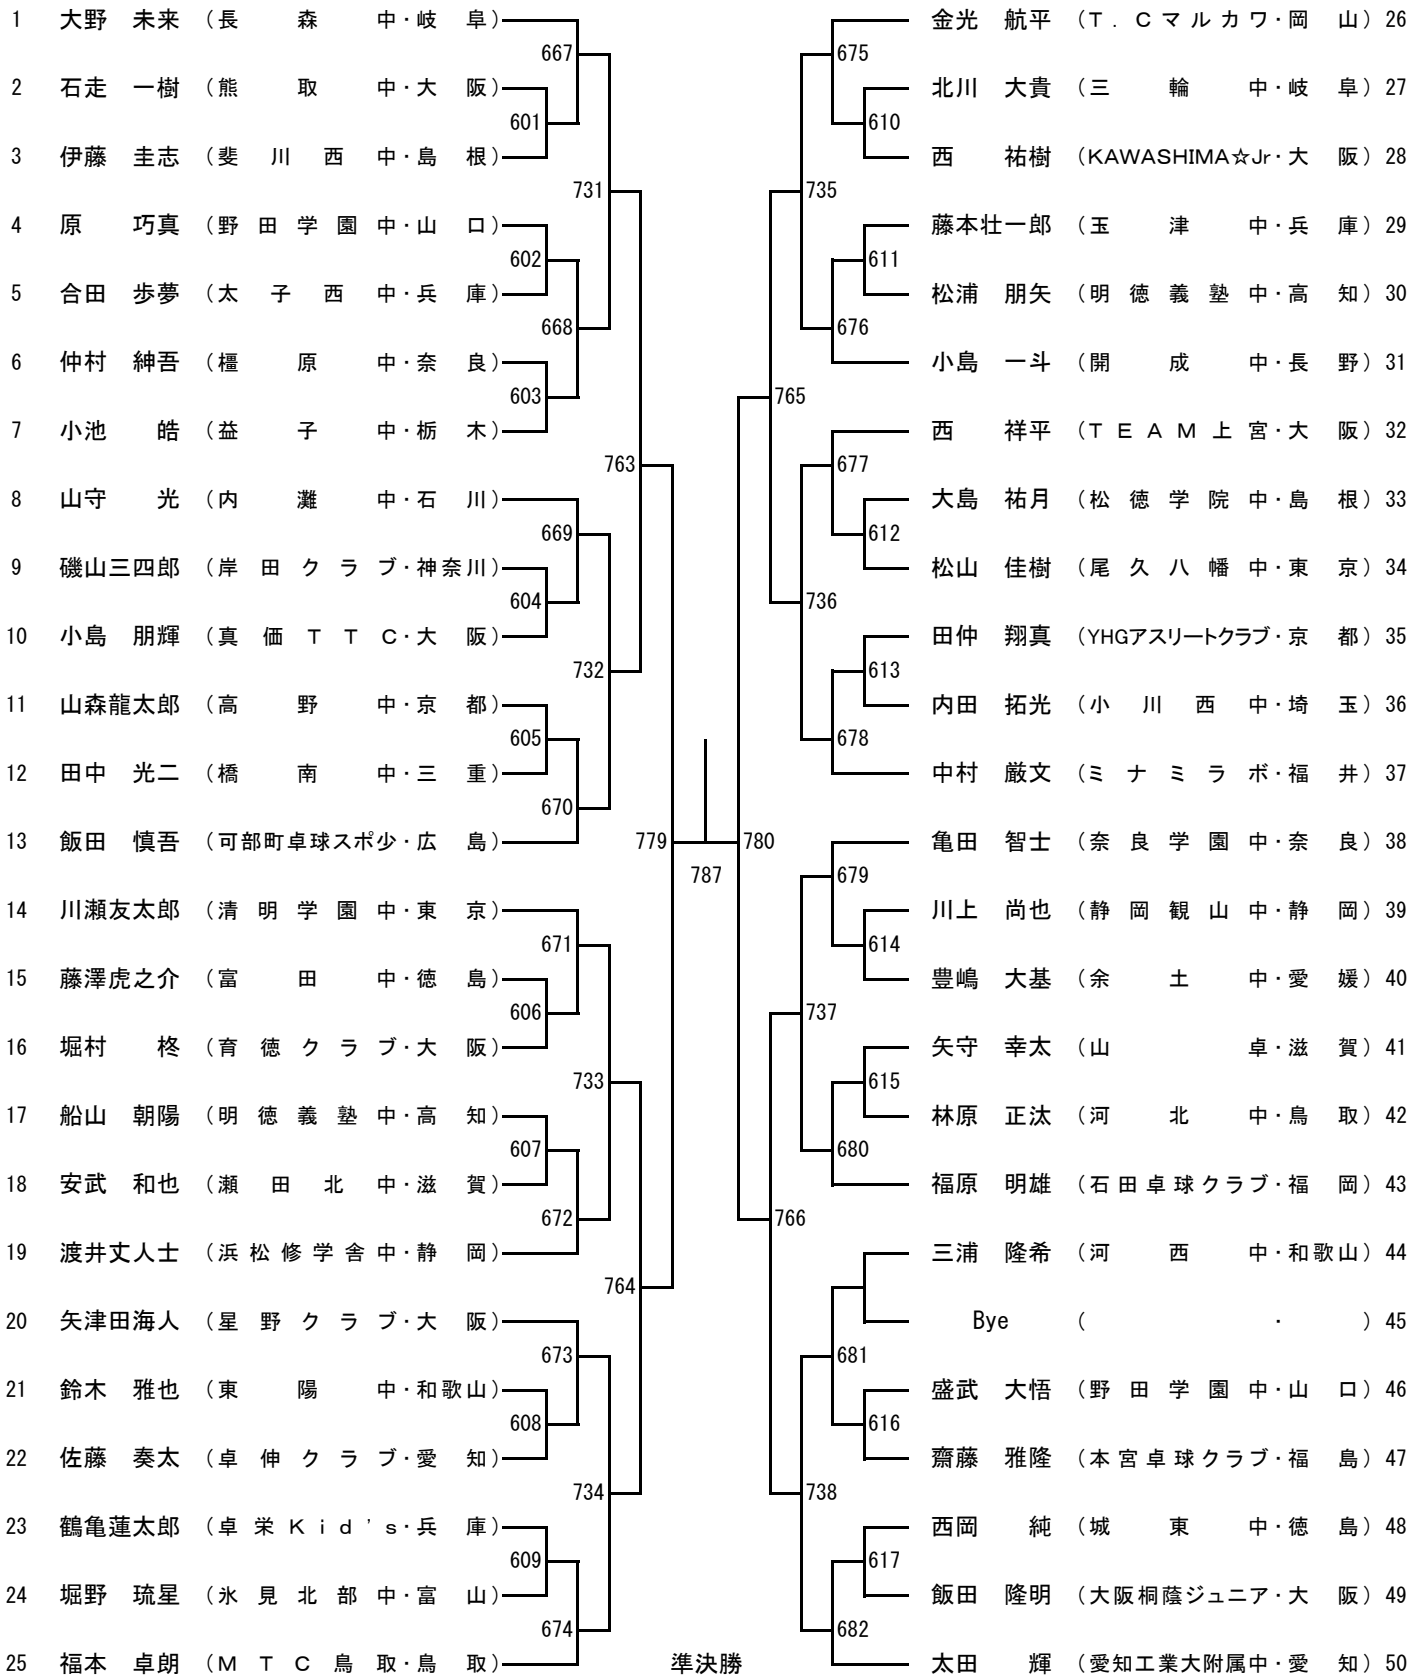 1 大野 未来 (長森中・岐阜)
667
2 石走 一樹 (熊取中・大阪)
601
3 伊藤 圭志 (斐川西中・島根)
731
4 原 巧真 (野田学園中・山口)
602
5 合田 歩夢 (太子西中・兵庫)
668
6 仲村 紳吾 (橿原中・奈良)
603
7 小池 皓 (益子中・栃木)
763
8 山守 光 (内灘中・石川)
669
9 磯山三四郎 (岸田クラブ・神奈川)
604
10 小島 朋輝 (真価TTC・大阪)
732
11 山森龍太郎 (高野中・京都)
605
12 田中 光二 (橋南中・三重)
670
13 飯田 慎吾 (可部町卓球スポ少・広島)
779
787
14 川瀬友太郎 (清明学園中・東京)
671
15 藤澤虎之介 (富田中・徳島)
606
16 堀村 柊 (育徳クラブ・大阪)
733
17 船山 朝陽 (明徳義塾中・高知)
607
18 安武 和也 (瀬田北中・滋賀)
672
19 渡井丈人士 (浜松修学舎中・静岡)
764
20 矢津田海人 (星野クラブ・大阪)
673
21 鈴木 雅也 (東陽中・和歌山)
608
22 佐藤 奏太 (卓伸クラブ・愛知)
734
23 鶴亀蓮太郎 (卓栄Kid's・兵庫)
609
24 堀野 琉星 (氷見北部中・富山)
674
25 福本 卓朗 (MTC鳥取・鳥取)
準決勝
金光 航平 (T.Cマルカワ・岡山) 26
675
北川 大貴 (三輪中・岐阜) 27
610
西 祐樹 (KAWASHIMA☆Jr・大阪) 28
735
藤本壮一郎 (玉津中・兵庫) 29
611
松浦 朋矢 (明徳義塾中・高知) 30
676
小島 一斗 (開成中・長野) 31
765
西 祥平 (TEAM上宮・大阪) 32
677
大島 祐月 (松徳学院中・島根) 33
612
松山 佳樹 (尾久八幡中・東京) 34
736
田仲 翔真 (YHGアスリートクラブ・京都) 35
613
内田 拓光 (小川西中・埼玉) 36
678
中村 厳文 (ミナミラボ・福井) 37
780
亀田 智士 (奈良学園中・奈良) 38
679
川上 尚也 (静岡観山中・静岡) 39
614
豊嶋 大基 (余土中・愛媛) 40
737
矢守 幸太 (山卓・滋賀) 41
615
林原 正汰 (河北中・鳥取) 42
680
福原 明雄 (石田卓球クラブ・福岡) 43
766
三浦 隆希 (河西中・和歌山) 44
Bye ( ・ ) 45
681
盛武 大悟 (野田学園中・山口) 46
616
齋藤 雅隆 (本宮卓球クラブ・福島) 47
738
西岡 純 (城東中・徳島) 48
617
飯田 隆明 (大阪桐蔭ジュニア・大阪) 49
682
太田 輝 (愛知工業大附属中・愛知) 50